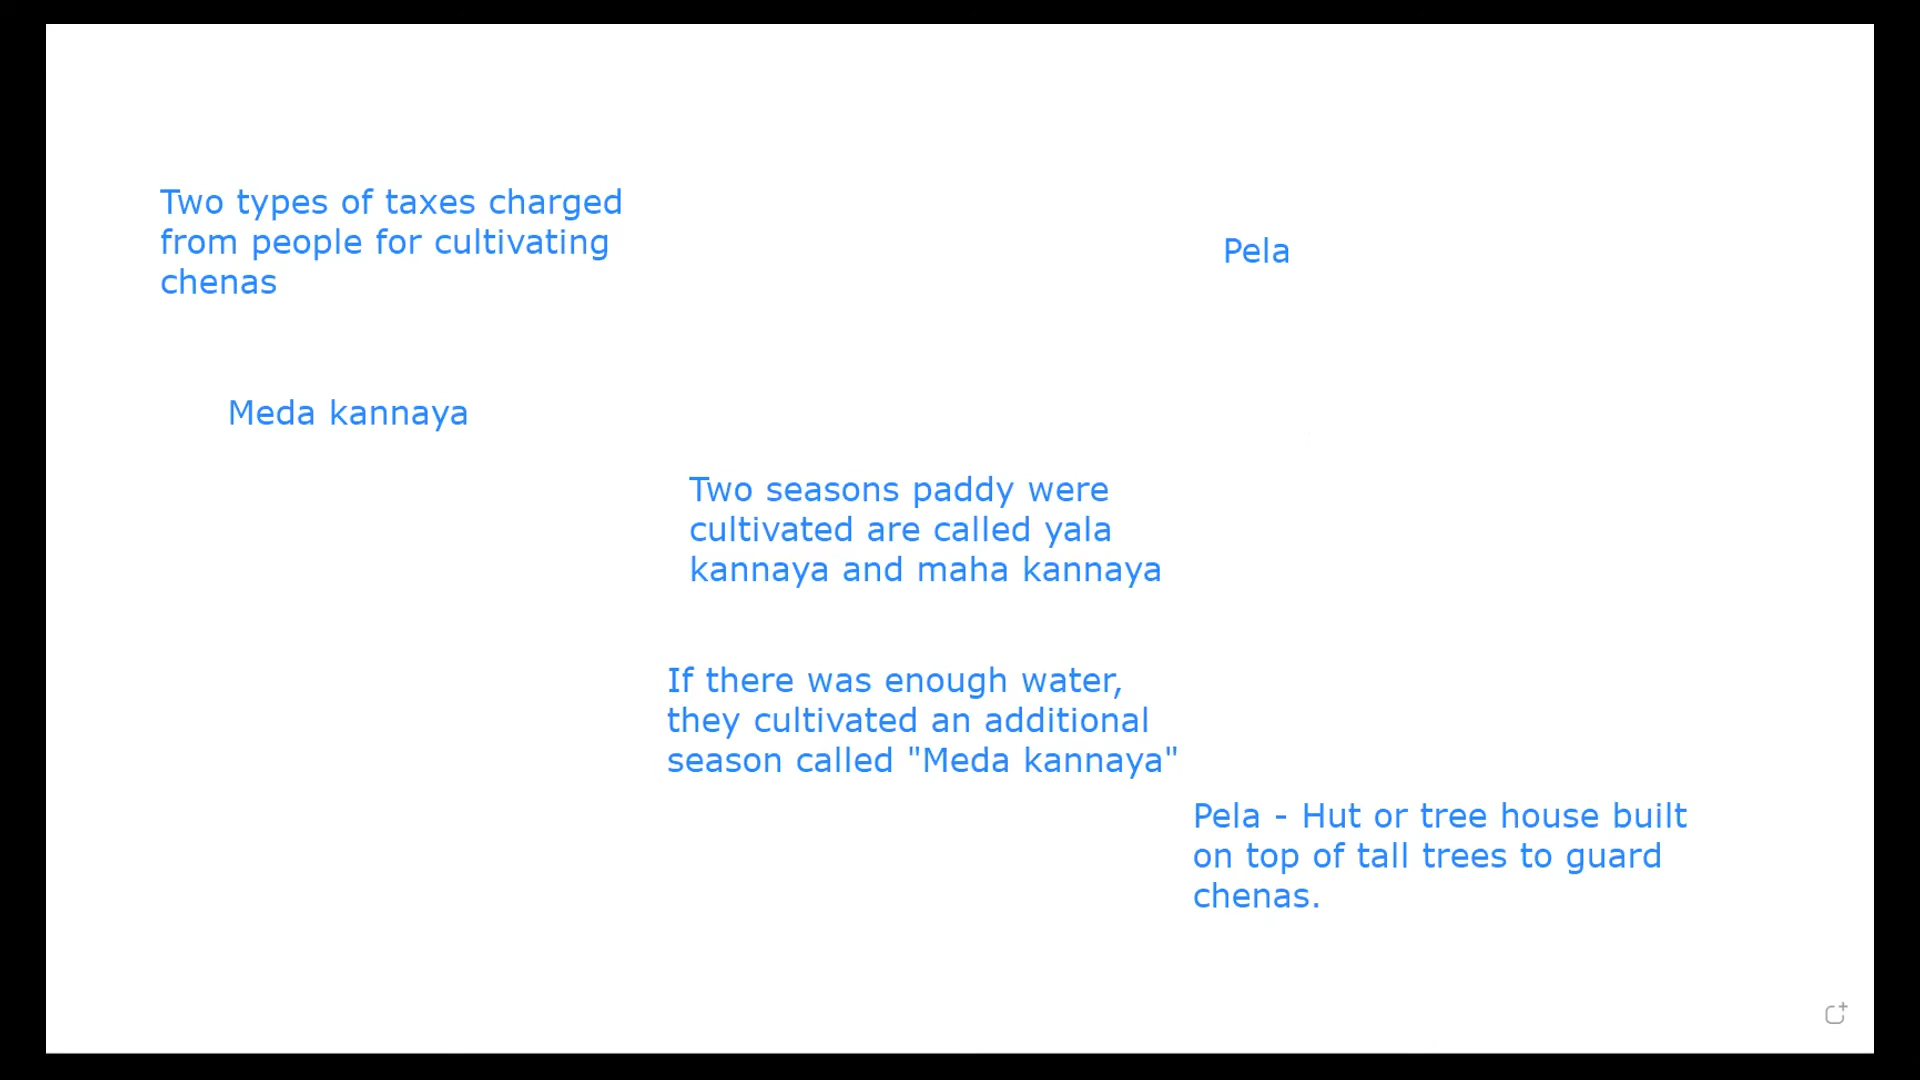 Two types of taxes charged
from people for cultivating
chenas
Pela
Meda kannaya
Two seasons paddy were
cultivated are called yala
kannaya and maha kannaya
If there was enough water,
they cultivated an additional
season called "Meda kannaya"
Pela - Hut or tree house built
on top of tall trees to guard
chenas.